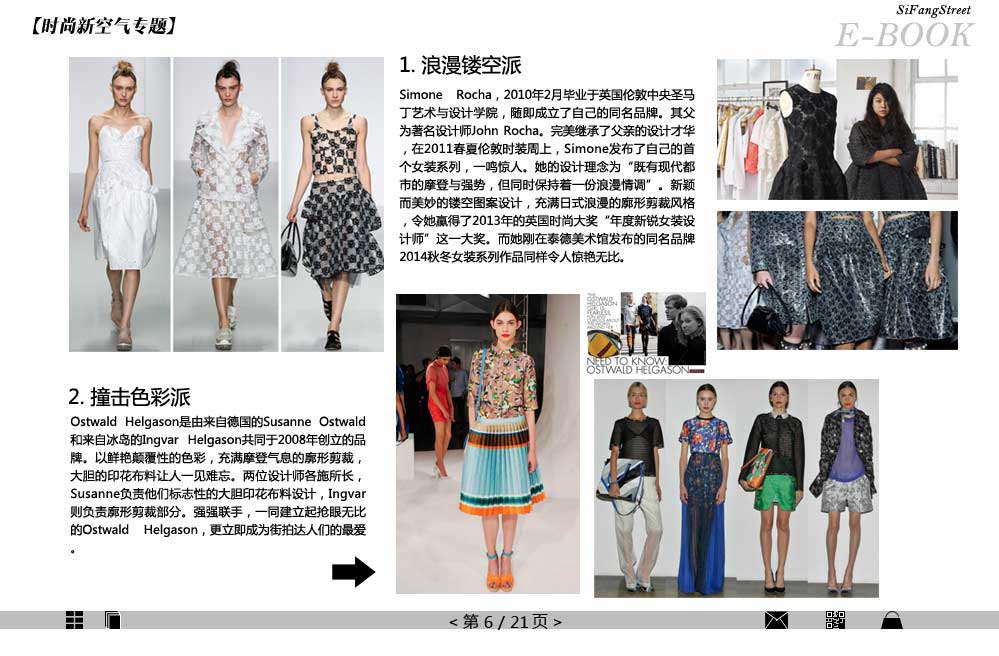 【时尚新空气专题】
SiFangStreet
E-BOOK
1. 浪漫镂空派
Simone Rocha，2010年2月毕业于英国伦敦中央圣马
丁艺术与设计学院，随即成立了自己的同名品牌。其父
为著名设计师John Rocha。完美继承了父亲的设计才华
，在2011春夏伦敦时装周上，Simone发布了自己的首
个女装系列，一鸣惊人。她的设计理念为“既有现代都
市的摩登与强势，但同时保持着一份浪漫情调”。新颖
而美妙的镂空图案设计，充满日式浪漫的廓形剪裁风格
，令她赢得了2013年的英国时尚大奖“年度新锐女装设
计师”这一大奖。而她刚在泰德美术馆发布的同名品牌
2014秋冬女装系列作品同样令人惊艳无比。
OSTWALD
HELGASON
FEARLESS,
NEED TO KNOW:
OSTWALD HELGASON
2. 撞击色彩派
Ostwald Helgason是由来自德国的Susanne Ostwald
和来自冰岛的Ingvar Helgason共同于2008年创立的品
牌。以鲜艳颠覆性的色彩，充满摩登气息的廓形剪裁，
大胆的印花布料让人一见难忘。两位设计师各施所长，
Susanne负责他们标志性的大胆印花布料设计，Ingvar
则负责廓形剪裁部分。强强联手，一同建立起抢眼无比
的Ostwald Helgason，更立即成为街拍达人们的最爱
。
< 第 6 / 21 页 >